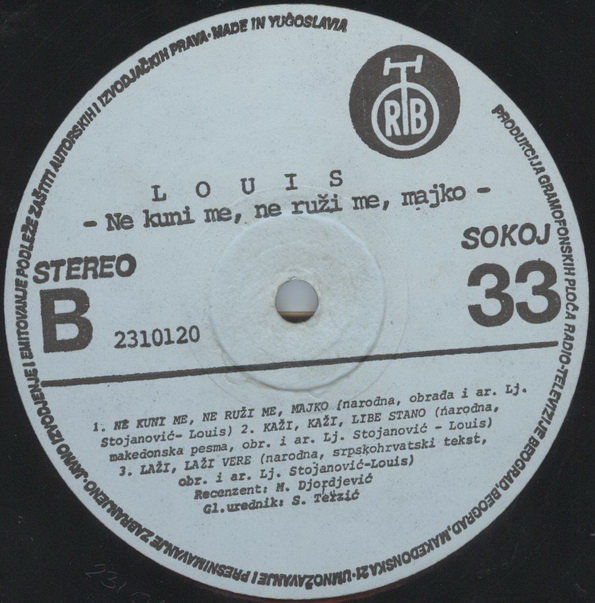 PRODUKCIJA GRAMOFONSKIH PLOČA RADIO-TELEVIZIJE BEOGRAD, BEOGRAD, MAKEDONSKA 21 · UMNOŽAVANJE I PRESNIMAVANJE ZABRANJENO · JAVNO IZVODJENJE I EMITOVANJE PODLEŽE ZAŠTITI AUTORSKIH I IZVODJAČKIH PRAVA · MADE IN YUGOSLAVIA
RTB
L O U I S
- Ne kuni me, ne ruži me, majko -
STEREO
SOKOJ
B
2310120
33
1. NE KUNI ME, NE RUŽI ME, MAJKO (narodna, obrada i ar. Lj.
Stojanović- Louis) 2. KAŽI, KAŽI, LIBE STANO (narodna,
makedonska pesma, obr. i ar. Lj. Stojanović - Louis)
3. LAŽI, LAŽI VERE (narodna, srpskohrvatski tekst,
obr. i ar. Lj. Stojanović-Louis)
Recenzent: M. Djordjević
Gl.urednik: S. Težzić